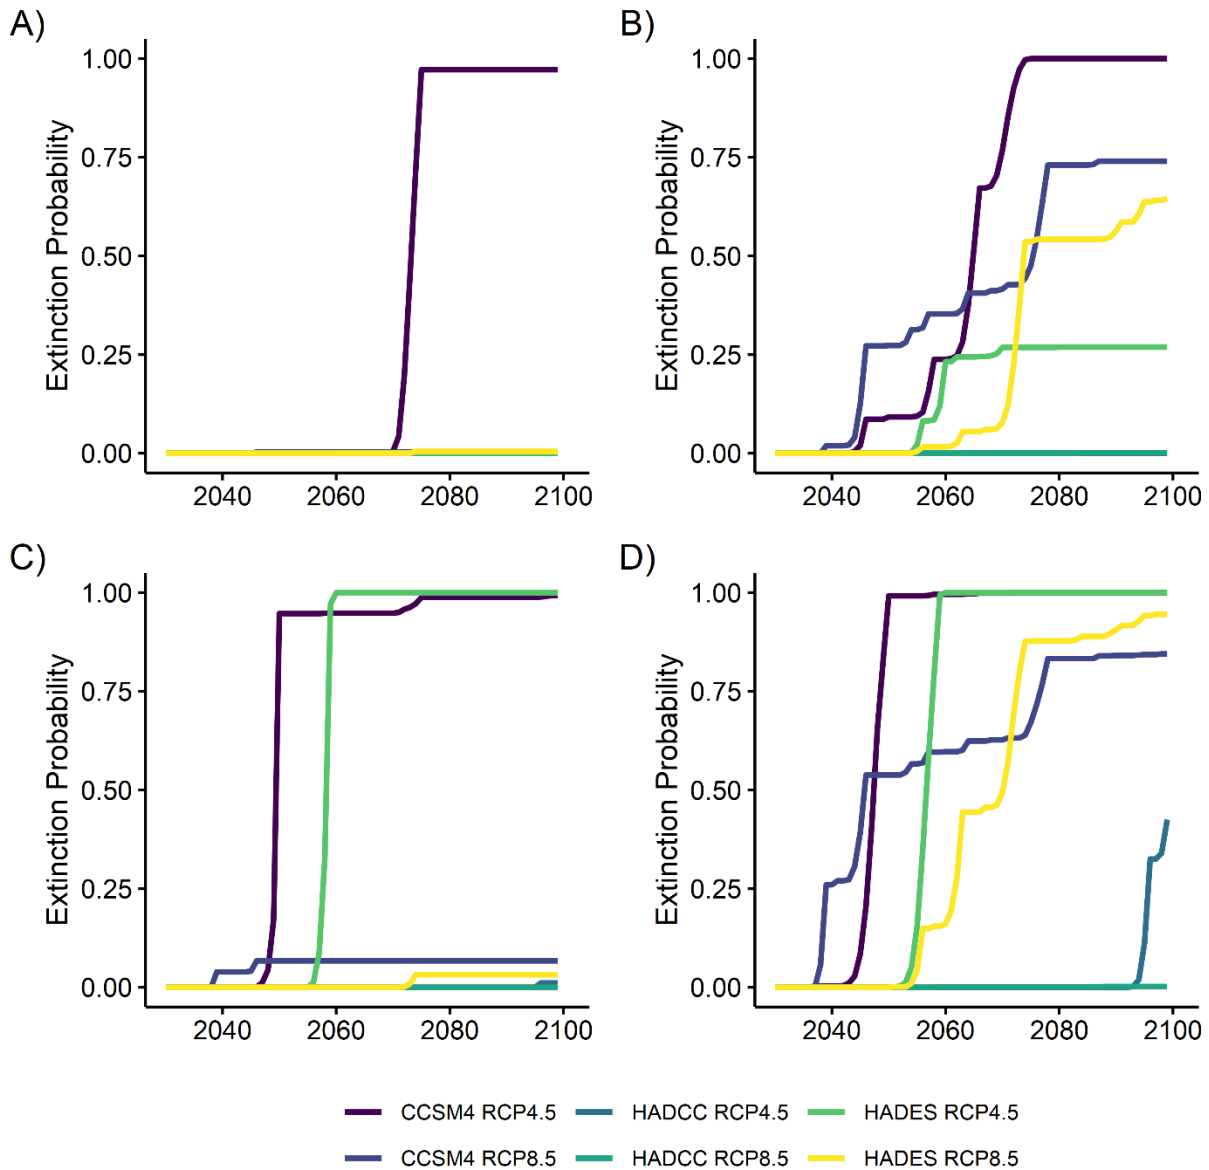 A)
B)
1.00
0.75
0.50
0.25
0.00
Extinction Probability
2040 2060 2080 2100
1.00
0.75
0.50
0.25
0.00
Extinction Probability
2040 2060 2080 2100
C)
D)
1.00
0.75
0.50
0.25
0.00
Extinction Probability
2040 2060 2080 2100
1.00
0.75
0.50
0.25
0.00
Extinction Probability
2040 2060 2080 2100
CCSM4 RCP4.5 HADCC RCP4.5 HADES RCP4.5
CCSM4 RCP8.5 HADCC RCP8.5 HADES RCP8.5